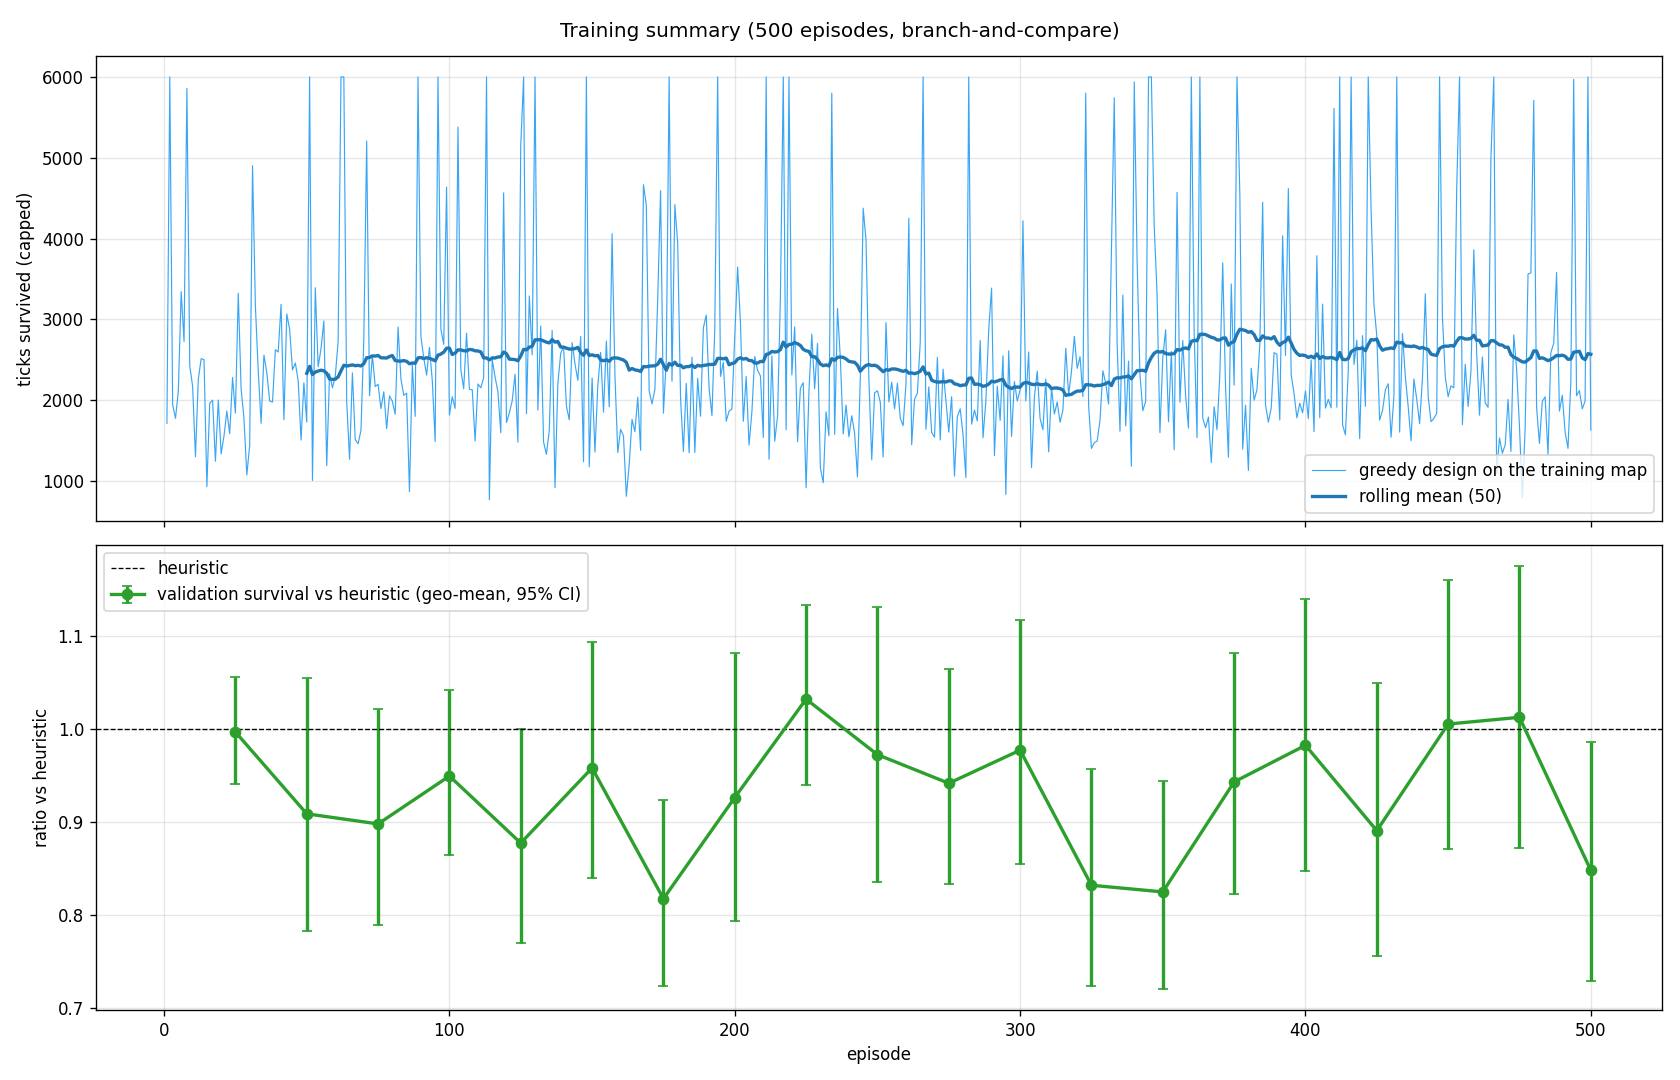 Training summary (500 episodes, branch-and-compare)
ticks survived (capped)
6000
5000
4000
3000
2000
1000
greedy design on the training map
rolling mean (50)
heuristic
validation survival vs heuristic (geo-mean, 95% CI)
ratio vs heuristic
1.1
1.0
0.9
0.8
0.7
0
100
200
300
400
500
episode